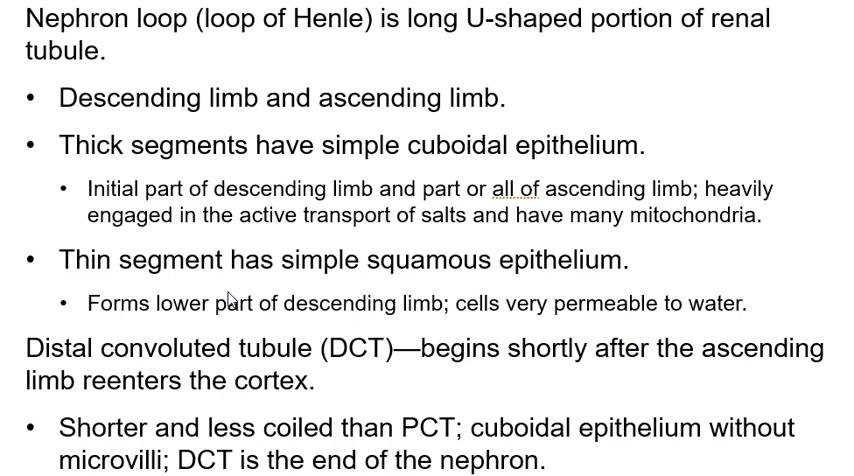 Nephron loop (loop of Henle) is long U-shaped portion of renal
tubule.
• Descending limb and ascending limb.
• Thick segments have simple cuboidal epithelium.
• Initial part of descending limb and part or all of ascending limb; heavily
engaged in the active transport of salts and have many mitochondria.
• Thin segment has simple squamous epithelium.
• Forms lower part of descending limb; cells very permeable to water.
Distal convoluted tubule (DCT)—begins shortly after the ascending
limb reenters the cortex.
• Shorter and less coiled than PCT; cuboidal epithelium without
microvilli; DCT is the end of the nephron.